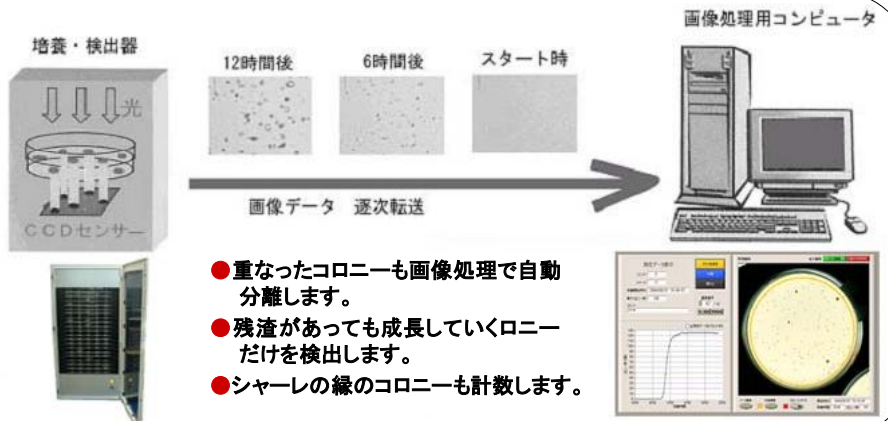 画像処理用コンピュータ
培養・検出器
12時間後
6時間後
スタート時
光
CCDセンサー
画像データ 逐次転送
●重なったコロニーも画像処理で自動
分離します。
●残渣があっても成長していくロニー
だけを検出します。
●シャーレの縁のコロニーも計数します。